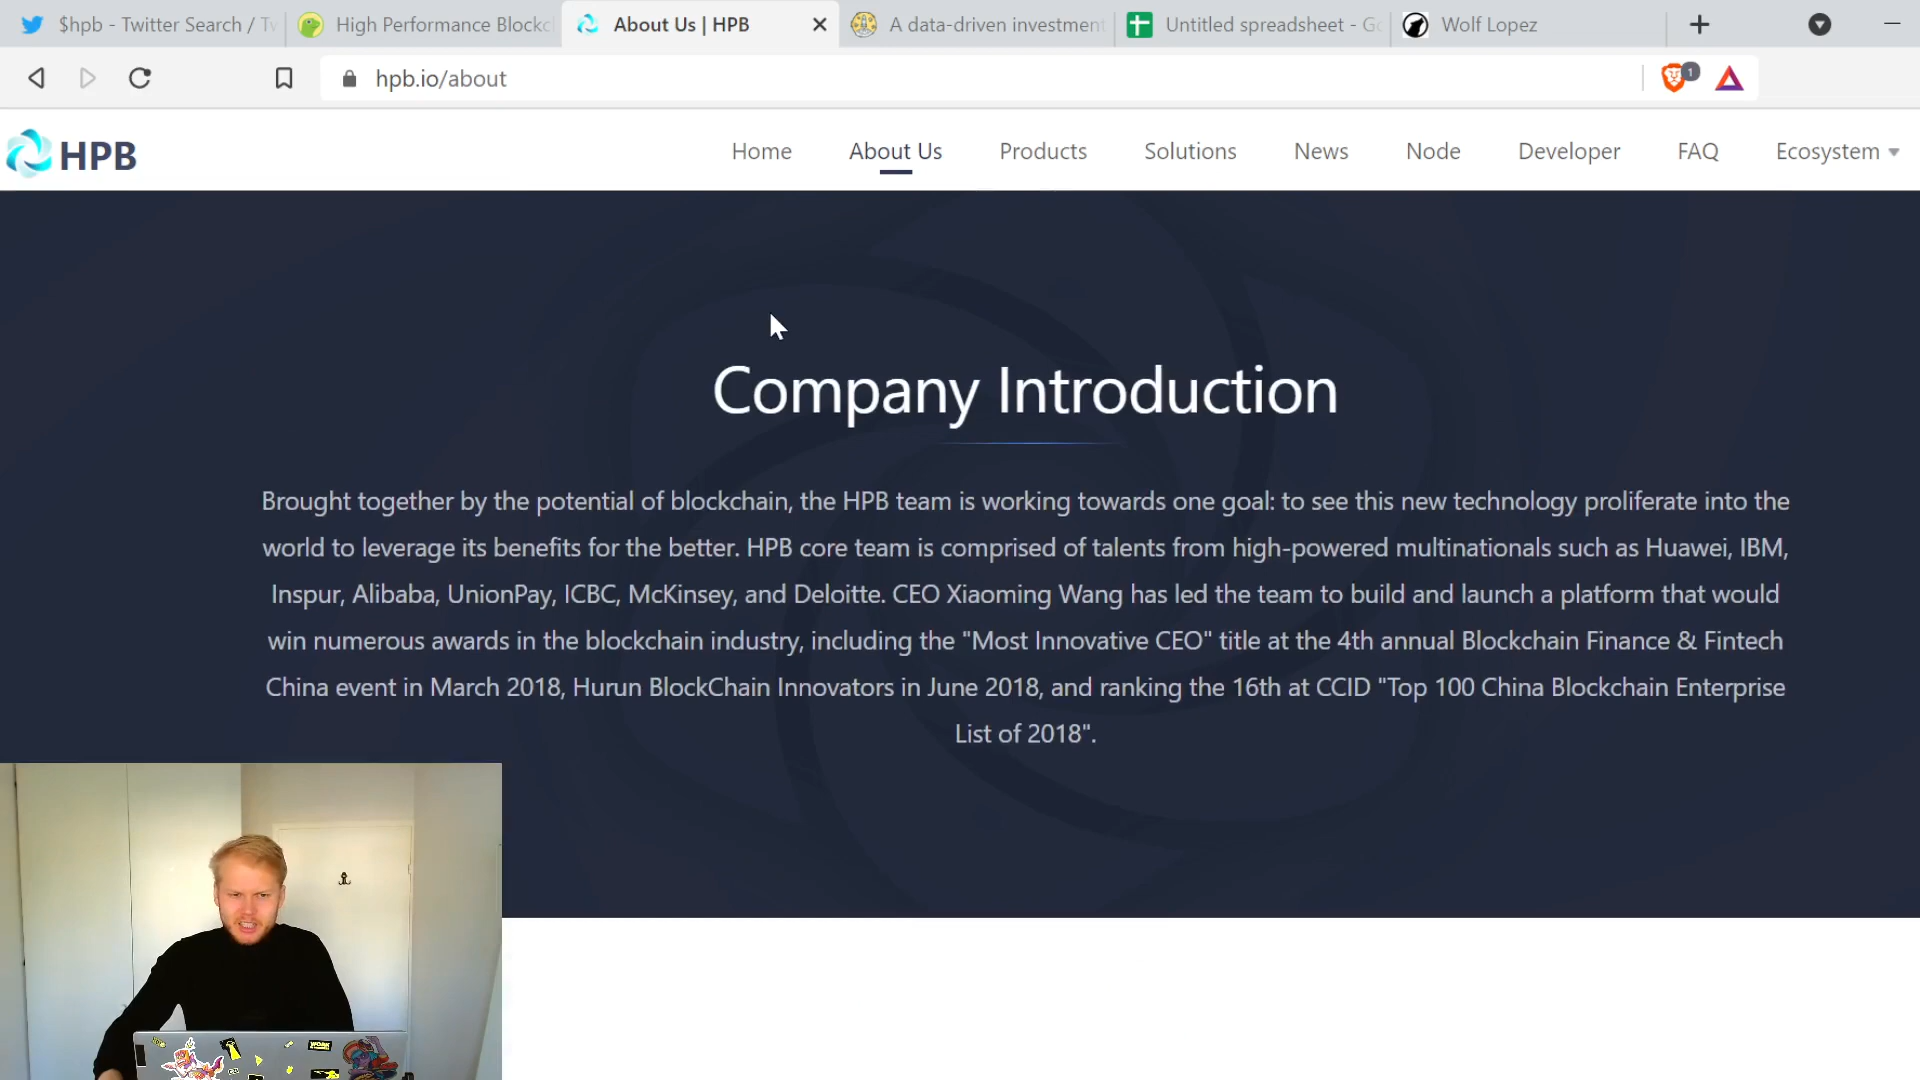 $hpb - Twitter Search / Tw
High Performance Blockc
About Us | HPB
A data-driven investment
Untitled spreadsheet - Go
Wolf Lopez
hpb.io/about
1
HPB
Home
About Us
Products
Solutions
News
Node
Developer
FAQ
Ecosystem
Company Introduction
Brought together by the potential of blockchain, the HPB team is working towards one goal: to see this new technology proliferate into the
world to leverage its benefits for the better. HPB core team is comprised of talents from high-powered multinationals such as Huawei, IBM,
Inspur, Alibaba, UnionPay, ICBC, McKinsey, and Deloitte. CEO Xiaoming Wang has led the team to build and launch a platform that would
win numerous awards in the blockchain industry, including the "Most Innovative CEO" title at the 4th annual Blockchain Finance & Fintech
China event in March 2018, Hurun BlockChain Innovators in June 2018, and ranking the 16th at CCID "Top 100 China Blockchain Enterprise
List of 2018".
WORK